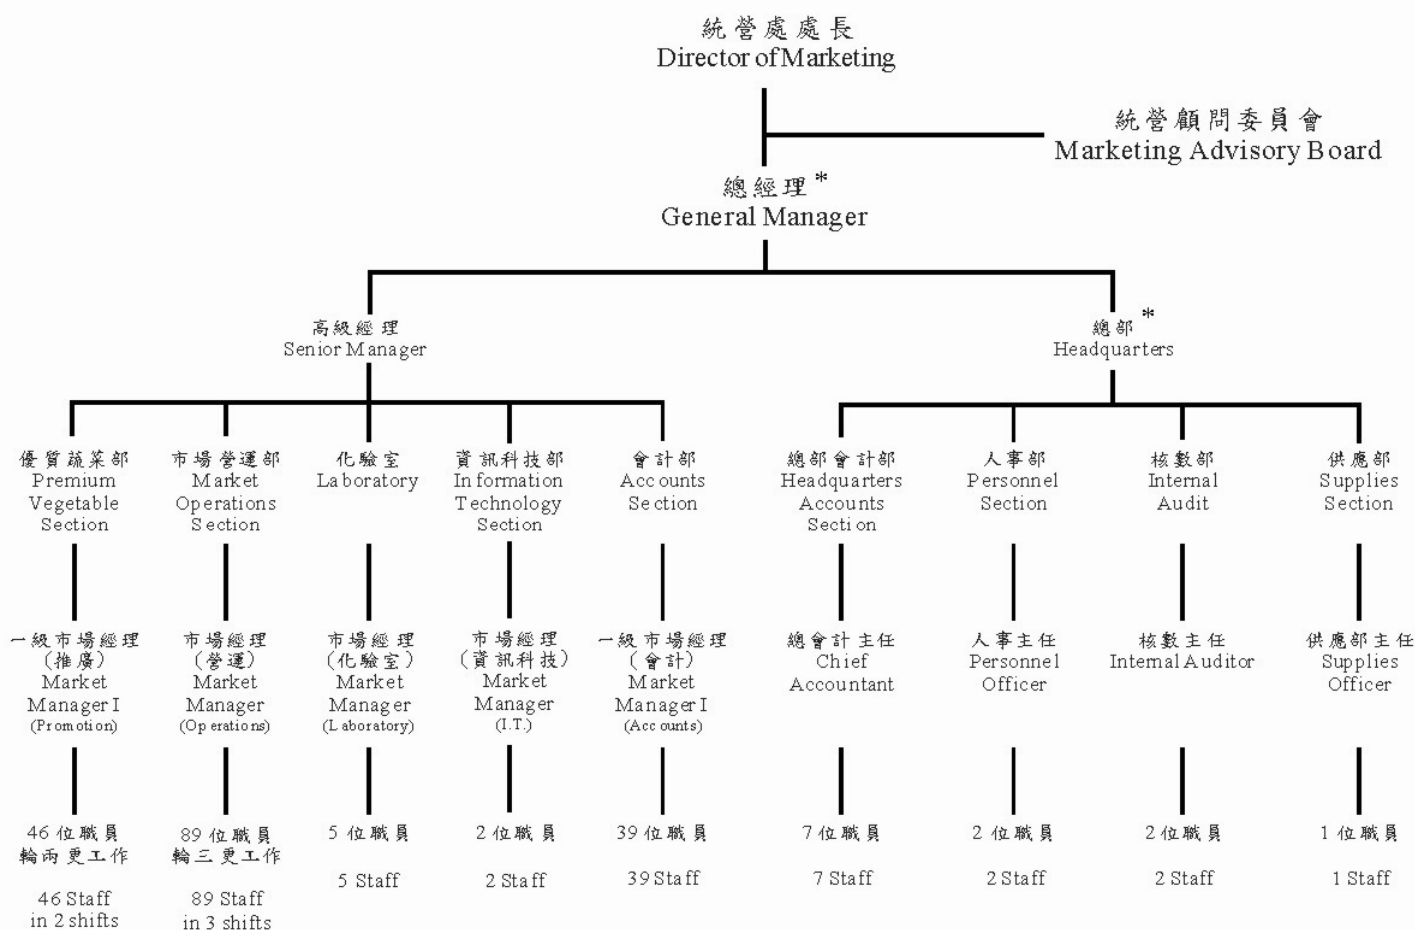 統營處處長
Director of Marketing
統營顧問委員會
Marketing Advisory Board
總經理*
General Manager
高級經理
Senior Manager
總部*
Headquarters
優質蔬菜部
Premium
Vegetable
Section
市場營運部
Market
Operations
Section
化驗室
Laboratory
資訊科技部
Information
Technology
Section
會計部
Accounts
Section
總部會計部
Headquarters
Accounts
Section
人事部
Personnel
Section
核數部
Internal
Audit
供應部
Supplies
Section
一級市場經理
(推廣)
Market
Manager I
(Promotion)
市場經理
(營運)
Market
Manager
(Operations)
市場經理
(化驗室)
Market
Manager
(Laboratory)
市場經理
(資訊科技)
Market
Manager
(I.T.)
一級市場經理
(會計)
Market
Manager I
(Accounts)
總會計主任
Chief
Accountant
人事主任
Personnel
Officer
核數主任
Internal Auditor
供應部主任
Supplies
Officer
46 位職員
輪兩更工作
46 Staff
in 2 shifts
89 位職員
輪三更工作
89 Staff
in 3 shifts
5 位職員
5 Staff
2 位職員
2 Staff
39 位職員
39 Staff
7 位職員
7 Staff
2 位職員
2 Staff
2 位職員
2 Staff
1 位職員
1 Staff